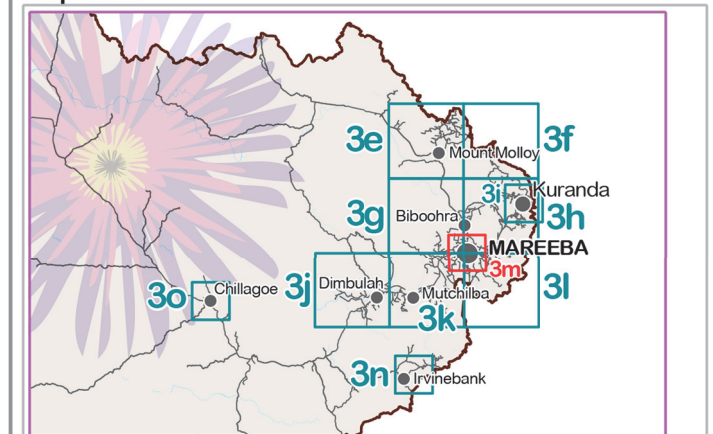 3e
3f
Mount Molloy
3i
Kuranda
3g
Biboohra
3h
MAREEBA
3m
3o
Chillagoe
3j
Dimbulah
Mutchilba
3l
3k
3n
Irvinebank